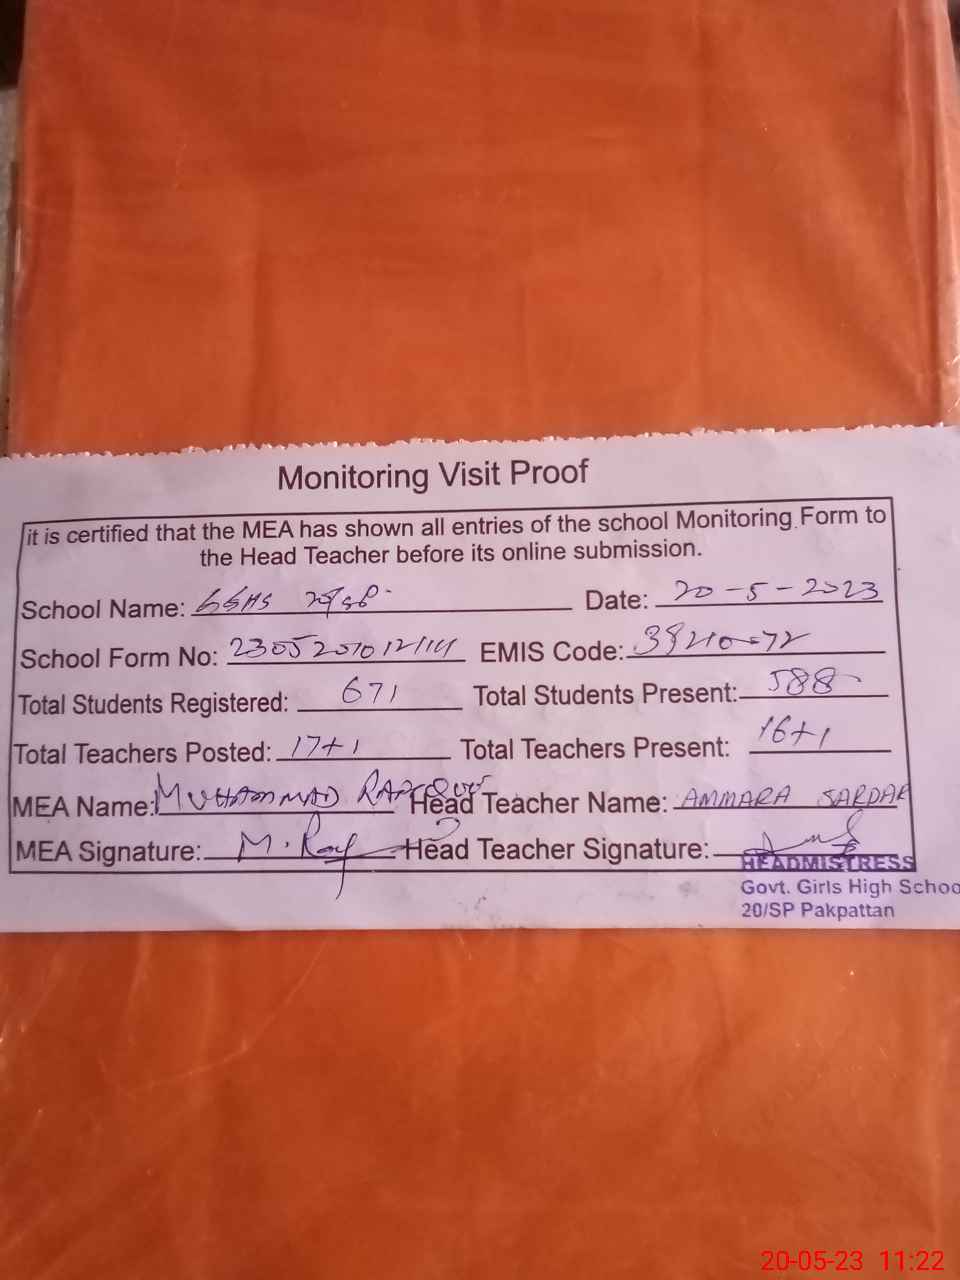 Monitoring Visit Proof
it is certified that the MEA has shown all entries of the school Monitoring Form to
the Head Teacher before its online submission.
School Name: GGHS 20/SP Date: 20-5-2023
School Form No: EMIS Code:
Total Students Registered: 671 Total Students Present: 588
Total Teachers Posted: 17+1 Total Teachers Present: 16+1
MEA Name: MUHAMMAD Head Teacher Name: AMMARA SARDAR
MEA Signature: Head Teacher Signature:
HEADMISTRESS
Govt. Girls High Schoo
20/SP Pakpattan
20-05-23 11:22